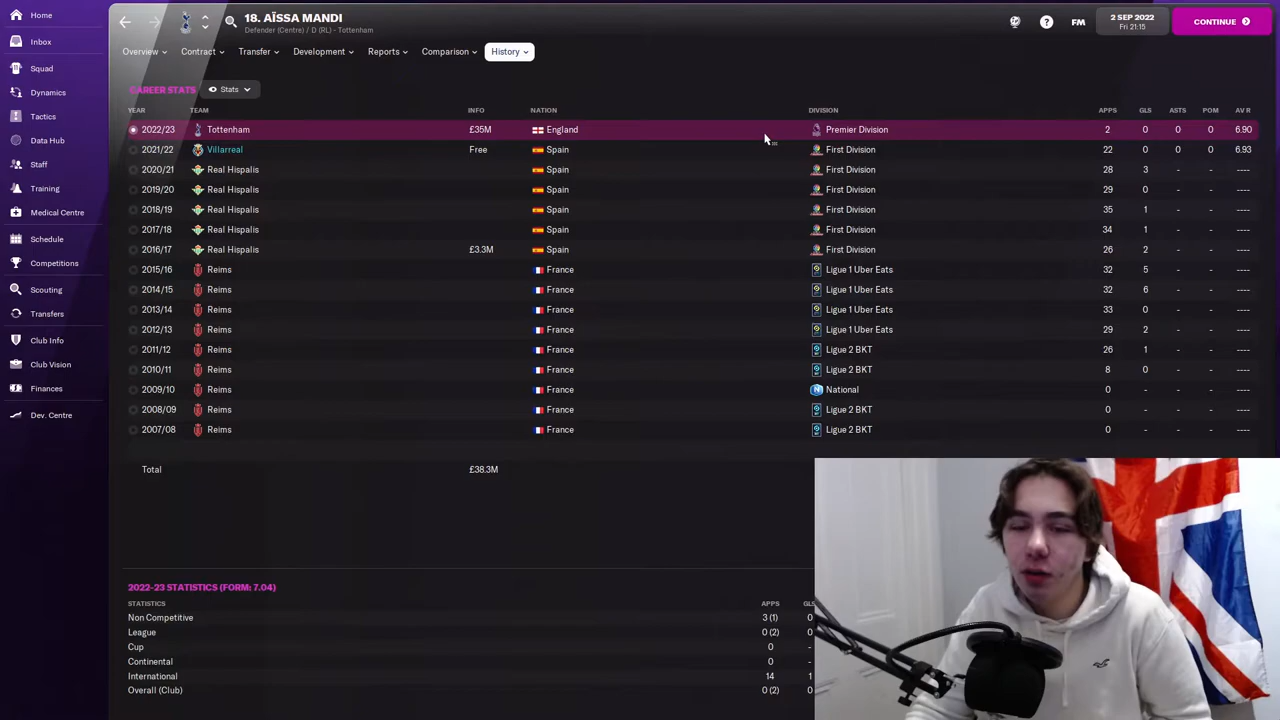 Home
Inbox
Squad
Dynamics
Tactics
Data Hub
Staff
Training
Medical Centre
Schedule
Competitions
Scouting
Transfers
Club Info
Club Vision
Finances
Dev. Centre
18. AÏSSA MANDI
Defender (Centre) / D (RL) - Tottenham
FM
2 SEP 2022
Fri 21:15
CONTINUE
Overview Contract Transfer Development Reports Comparison History
CAREER STATS Stats
YEAR TEAM INFO NATION DIVISION APPS GLS ASTS POM AV R
2022/23 Tottenham £35M England Premier Division 2 0 0 0 6.90
2021/22 Villarreal Free Spain First Division 22 0 0 0 6.93
2020/21 Real Hispalis Spain First Division 28 3 - - ----
2019/20 Real Hispalis Spain First Division 29 0 - - ----
2018/19 Real Hispalis Spain First Division 35 1 - - ----
2017/18 Real Hispalis Spain First Division 34 1 - - ----
2016/17 Real Hispalis £3.3M Spain First Division 26 2 - - ----
2015/16 Reims France Ligue 1 Uber Eats 32 5 - - ----
2014/15 Reims France Ligue 1 Uber Eats 32 6 - - ----
2013/14 Reims France Ligue 1 Uber Eats 33 0 - - ----
2012/13 Reims France Ligue 1 Uber Eats 29 2 - - ----
2011/12 Reims France Ligue 2 BKT 26 1 - - ----
2010/11 Reims France Ligue 2 BKT 8 0 - - ----
2009/10 Reims France National 0 - - - ----
2008/09 Reims France Ligue 2 BKT 0 - - - ----
2007/08 Reims France Ligue 2 BKT 0 - - - ----
Total £38.3M
2022-23 STATISTICS (FORM: 7.04)
STATISTICS APPS GLS
Non Competitive 3 (1) 0
League 0 (2) 0
Cup 0 -
Continental 0 -
International 14 1
Overall (Club) 0 (2) 0